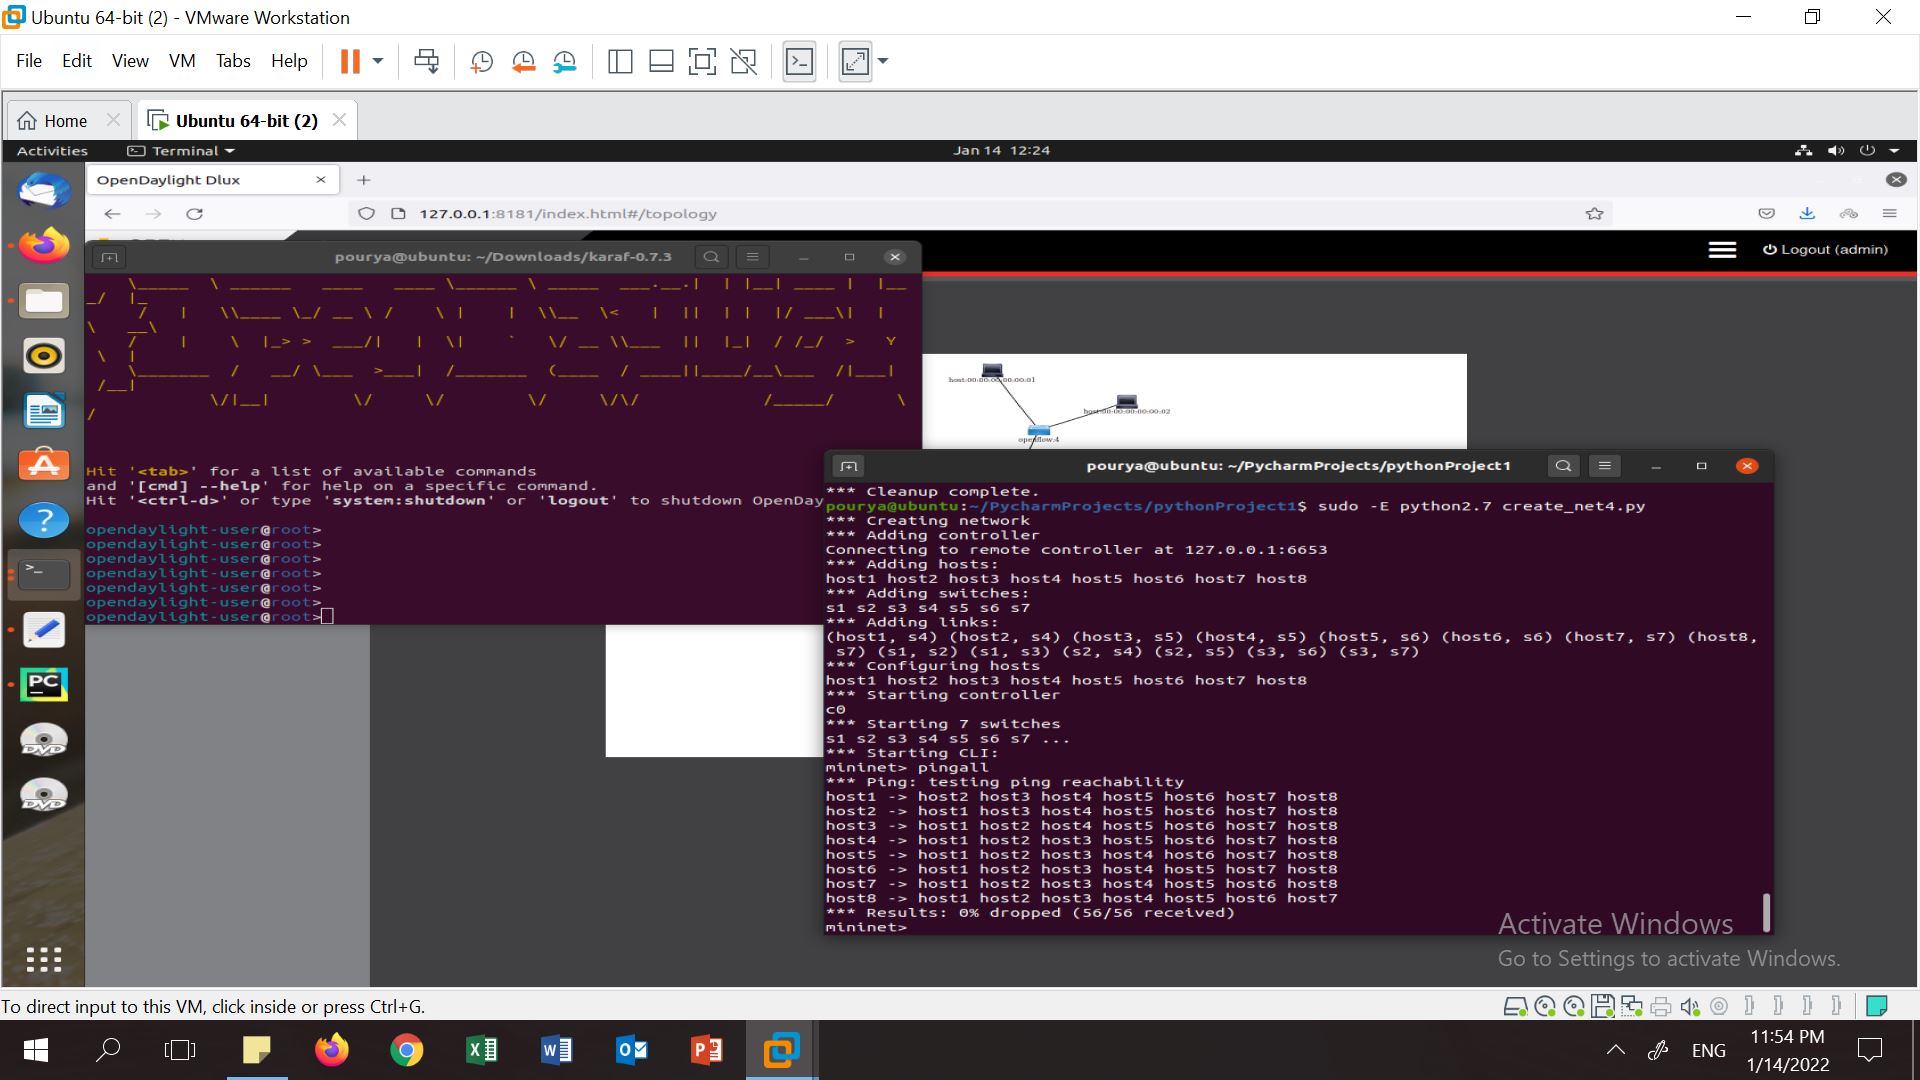 Ubuntu 64-bit (2) - VMware Workstation
File Edit View VM Tabs Help
Home
Ubuntu 64-bit (2)
Activities
Terminal
Jan 14 12:24
OpenDaylight Dlux
127.0.0.1:8181/index.html#/topology
Logout (admin)
pourya@ubuntu: ~/Downloads/karaf-0.7.3
Hit '<tab>' for a list of available commands
and '[cmd] --help' for help on a specific command.
Hit '<ctrl-d>' or type 'system:shutdown' or 'logout' to shutdown OpenDay
opendaylight-user@root>
opendaylight-user@root>
opendaylight-user@root>
opendaylight-user@root>
opendaylight-user@root>
opendaylight-user@root>
opendaylight-user@root>
host:00:00:00:00:00:01
host:00:00:00:00:00:02
openflow:4
pourya@ubuntu: ~/PycharmProjects/pythonProject1
*** Cleanup complete.
pourya@ubuntu:~/PycharmProjects/pythonProject1$ sudo -E python2.7 create_net4.py
*** Creating network
*** Adding controller
Connecting to remote controller at 127.0.0.1:6653
*** Adding hosts:
host1 host2 host3 host4 host5 host6 host7 host8
*** Adding switches:
s1 s2 s3 s4 s5 s6 s7
*** Adding links:
(host1, s4) (host2, s4) (host3, s5) (host4, s5) (host5, s6) (host6, s6) (host7, s7) (host8,
s7) (s1, s2) (s1, s3) (s2, s4) (s2, s5) (s3, s6) (s3, s7)
*** Configuring hosts
host1 host2 host3 host4 host5 host6 host7 host8
*** Starting controller
c0
*** Starting 7 switches
s1 s2 s3 s4 s5 s6 s7 ...
*** Starting CLI:
mininet> pingall
*** Ping: testing ping reachability
host1 -> host2 host3 host4 host5 host6 host7 host8
host2 -> host1 host3 host4 host5 host6 host7 host8
host3 -> host1 host2 host4 host5 host6 host7 host8
host4 -> host1 host2 host3 host5 host6 host7 host8
host5 -> host1 host2 host3 host4 host6 host7 host8
host6 -> host1 host2 host3 host4 host5 host7 host8
host7 -> host1 host2 host3 host4 host5 host6 host8
host8 -> host1 host2 host3 host4 host5 host6 host7
*** Results: 0% dropped (56/56 received)
mininet>
Activate Windows
Go to Settings to activate Windows.
To direct input to this VM, click inside or press Ctrl+G.
ENG
11:54 PM
1/14/2022